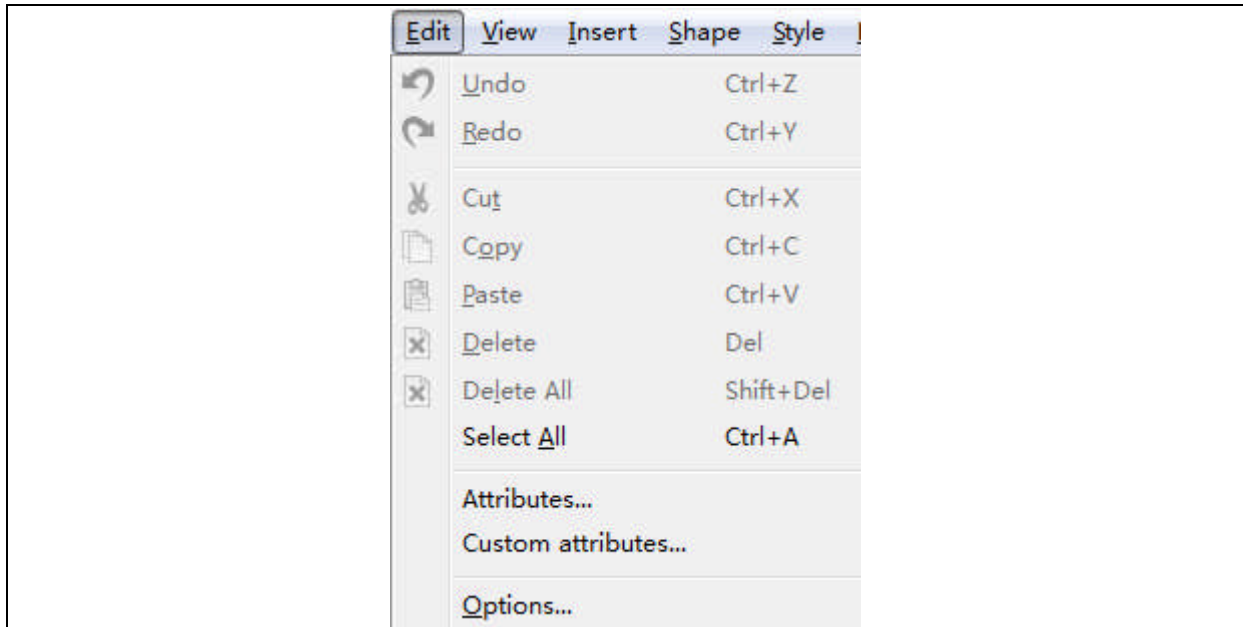 Edit View Insert Shape Style
Undo Ctrl+Z
Redo Ctrl+Y
Cut Ctrl+X
Copy Ctrl+C
Paste Ctrl+V
Delete Del
Delete All Shift+Del
Select All Ctrl+A
Attributes...
Custom attributes...
Options...